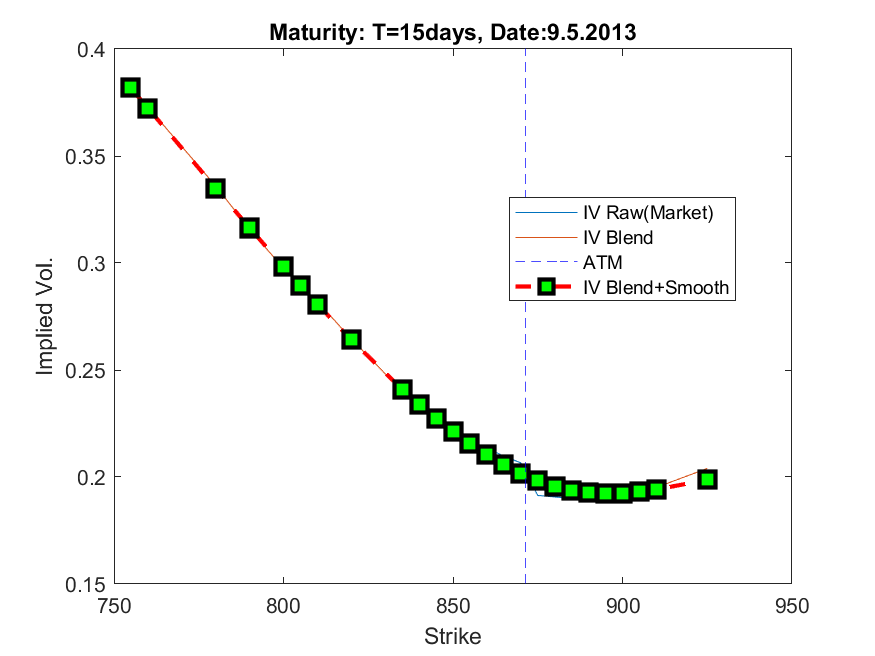 Maturity: T=15days, Date:9.5.2013
0.4
0.35
0.3
0.25
0.2
0.15
Implied Vol.
IV Raw(Market)
IV Blend
ATM
IV Blend+Smooth
750
800
850
900
950
Strike